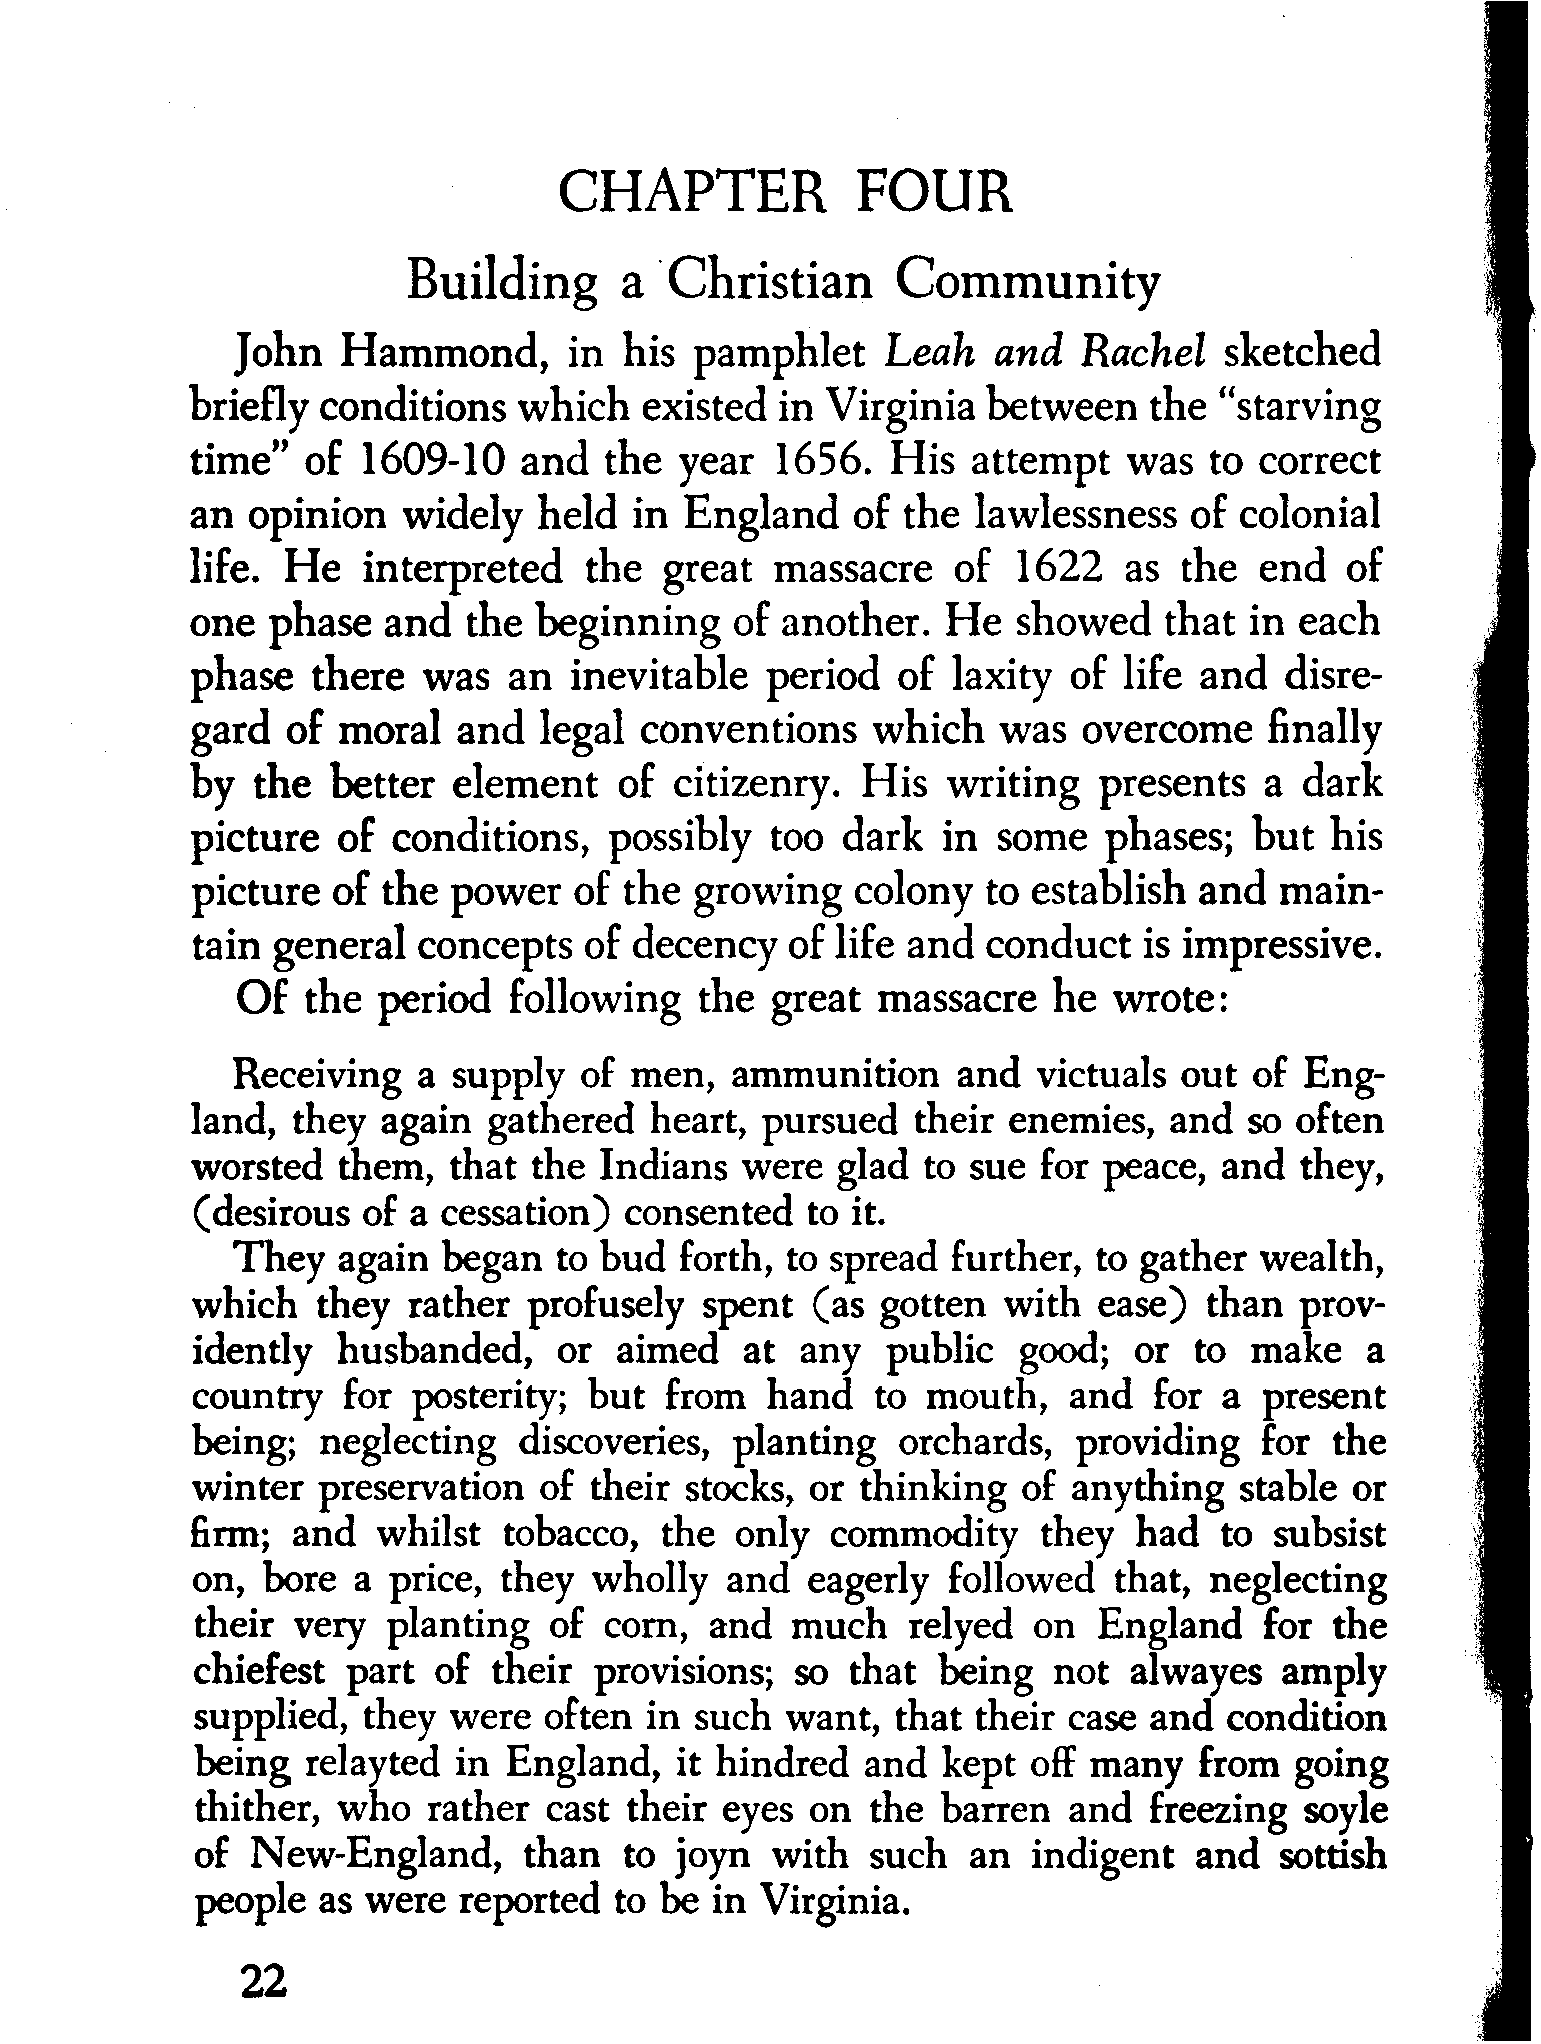 CHAPTER FOUR
Building a Christian Community
John Hammond, in his pamphlet Leah and Rachel sketched
briefly conditions which existed in Virginia between the “starving
time” of 1609-10 and the year 1656. His attempt was to correct
an opinion widely held in England of the lawlessness of colonial
life. He interpreted the great massacre of 1622 as the end of
one phase and the beginning of another. He showed that in each
phase there was an inevitable period of laxity of life and disre-
gard of moral and legal conventions which was overcome finally
by the better element of citizenry. His writing presents a dark
picture of conditions, possibly too dark in some phases; but his
picture of the power of the growing colony to establish and main-
tain general concepts of decency of life and conduct is impressive.
Of the period following the great massacre he wrote:
Receiving a supply of men, ammunition and victuals out of Eng-
land, they again gathered heart, pursued their enemies, and so often
worsted them, that the Indians were glad to sue for peace, and they,
(desirous of a cessation) consented to it.
They again began to bud forth, to spread further, to gather wealth,
which they rather profusely spent (as gotten with ease) than prov-
idently husbanded, or aimed at any public good; or to make a
country for posterity; but from hand to mouth, and for a present
being; neglecting discoveries, planting orchards, providing for the
winter preservation of their stocks, or thinking of anything stable or
firm; and whilst tobacco, the only commodity they had to subsist
on, bore a price, they wholly and eagerly followed that, neglecting
their very planting of corn, and much relyed on England for the
chiefest part of their provisions; so that being not alwayes amply
supplied, they were often in such want, that their case and condition
being relayted in England, it hindred and kept off many from going
thither, who rather cast their eyes on the barren and freezing soyle
of New-England, than to joyn with such an indigent and sottish
people as were reported to be in Virginia.
22